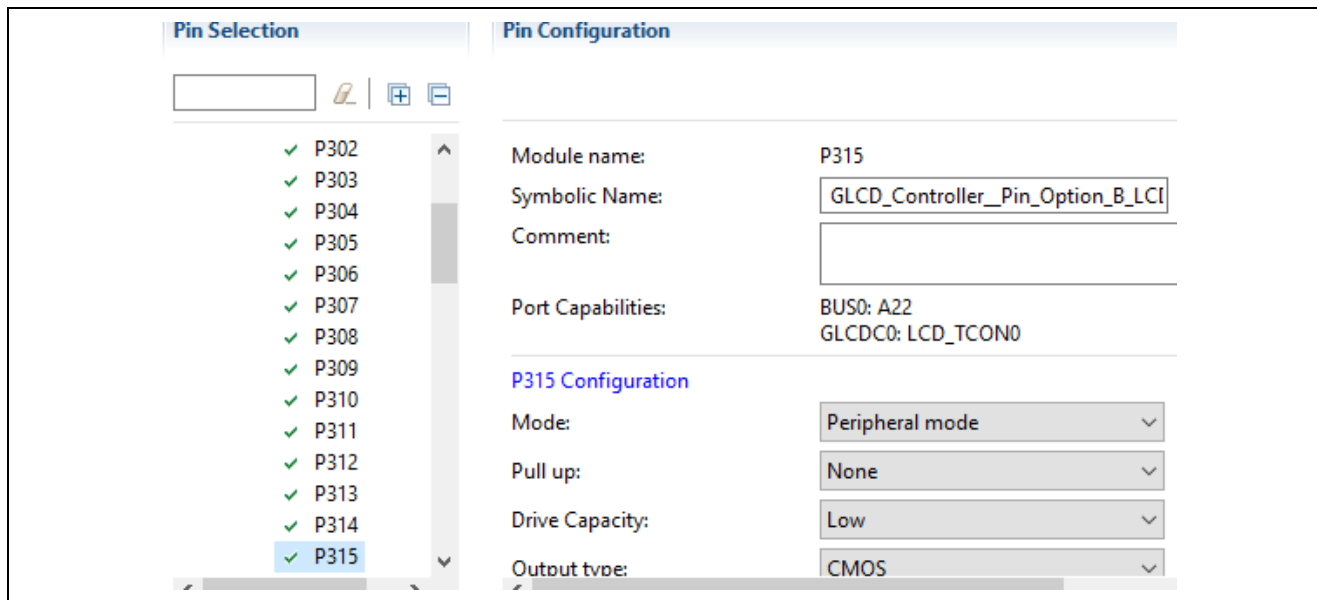 Pin Selection
Pin Configuration
P302
P303
P304
P305
P306
P307
P308
P309
P310
P311
P312
P313
P314
P315
Module name: P315
Symbolic Name: GLCD_Controller__Pin_Option_B_LCD
Comment:
Port Capabilities: BUS0: A22
GLCDC0: LCD_TCON0
P315 Configuration
Mode: Peripheral mode
Pull up: None
Drive Capacity: Low
Output type: CMOS